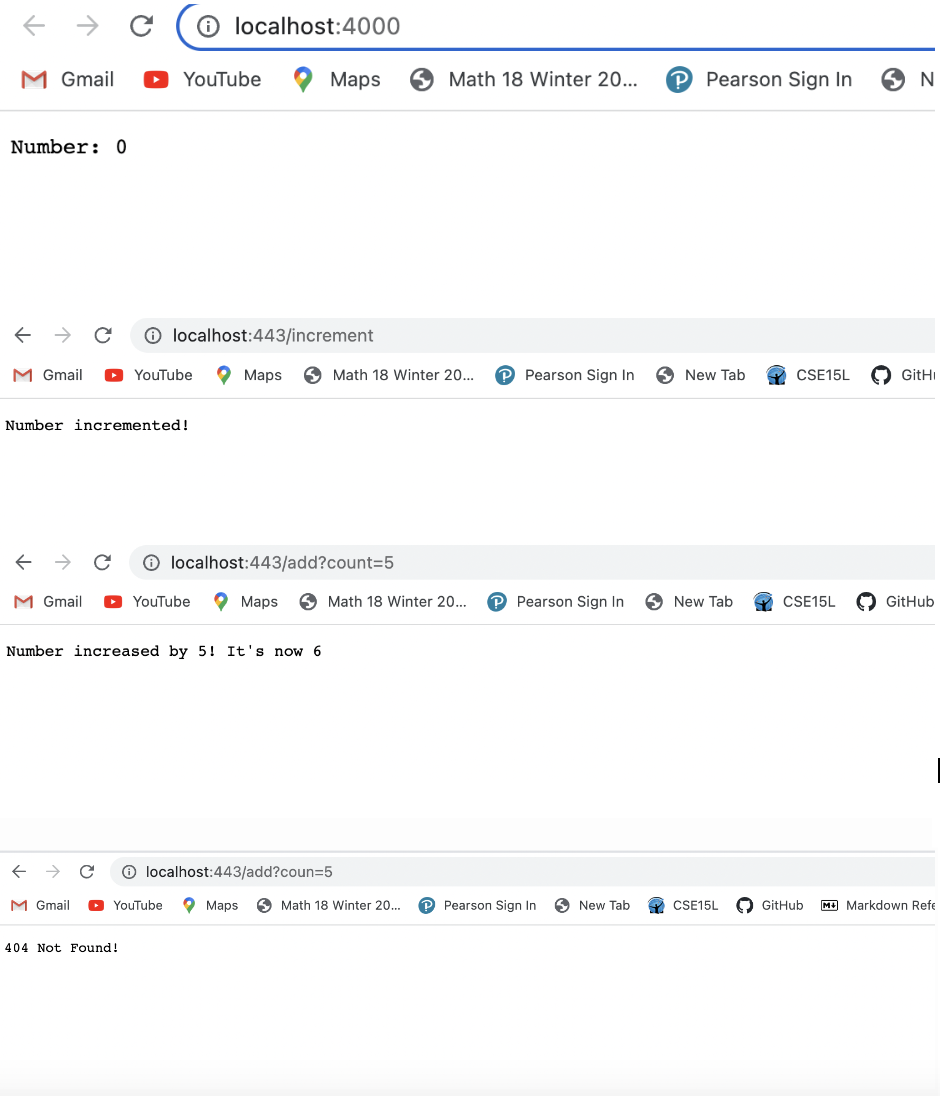 localhost:4000
Gmail YouTube Maps Math 18 Winter 20... Pearson Sign In N
Number: 0
localhost:443/increment
Gmail YouTube Maps Math 18 Winter 20... Pearson Sign In New Tab CSE15L GitHu
Number incremented!
localhost:443/add?count=5
Gmail YouTube Maps Math 18 Winter 20... Pearson Sign In New Tab CSE15L GitHub
Number increased by 5! It's now 6
localhost:443/add?coun=5
Gmail YouTube Maps Math 18 Winter 20... Pearson Sign In New Tab CSE15L GitHub Markdown Refe
404 Not Found!